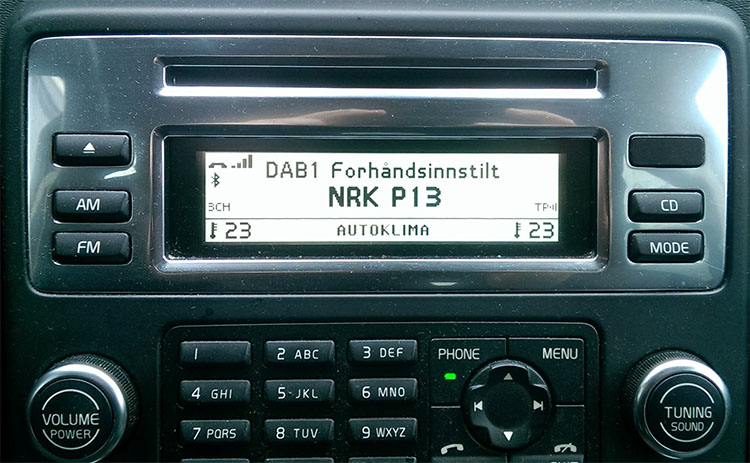 DAB1 Forhåndsinnstilt
NRK P13
3CH
TP
23 AUTOKLIMA 23
AM
FM
CD
MODE
1
2 ABC
3 DEF
4 GHI
5 JKL
6 MNO
7 PQRS
8 TUV
9 WXYZ
PHONE
MENU
VOLUME
POWER
TUNING
SOUND